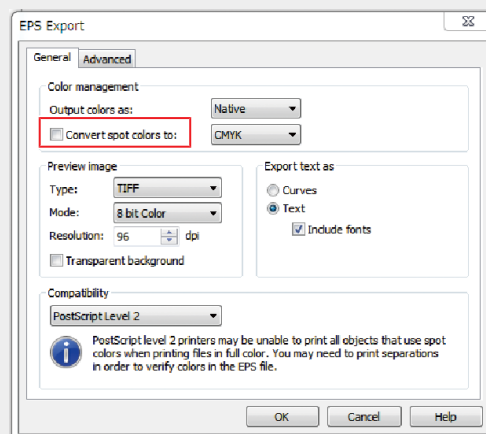 EPS Export
General Advanced
Color management
Output colors as: Native
Convert spot colors to: CMYK
Preview image
Type: TIFF
Mode: 8 bit Color
Resolution: 96 dpi
Transparent background
Export text as
Curves
Text
Include fonts
Compatibility
PostScript Level 2
PostScript level 2 printers may be unable to print all objects that use spot
colors when printing files in full color. You may need to print separations
in order to verify colors in the EPS file.
OK Cancel Help